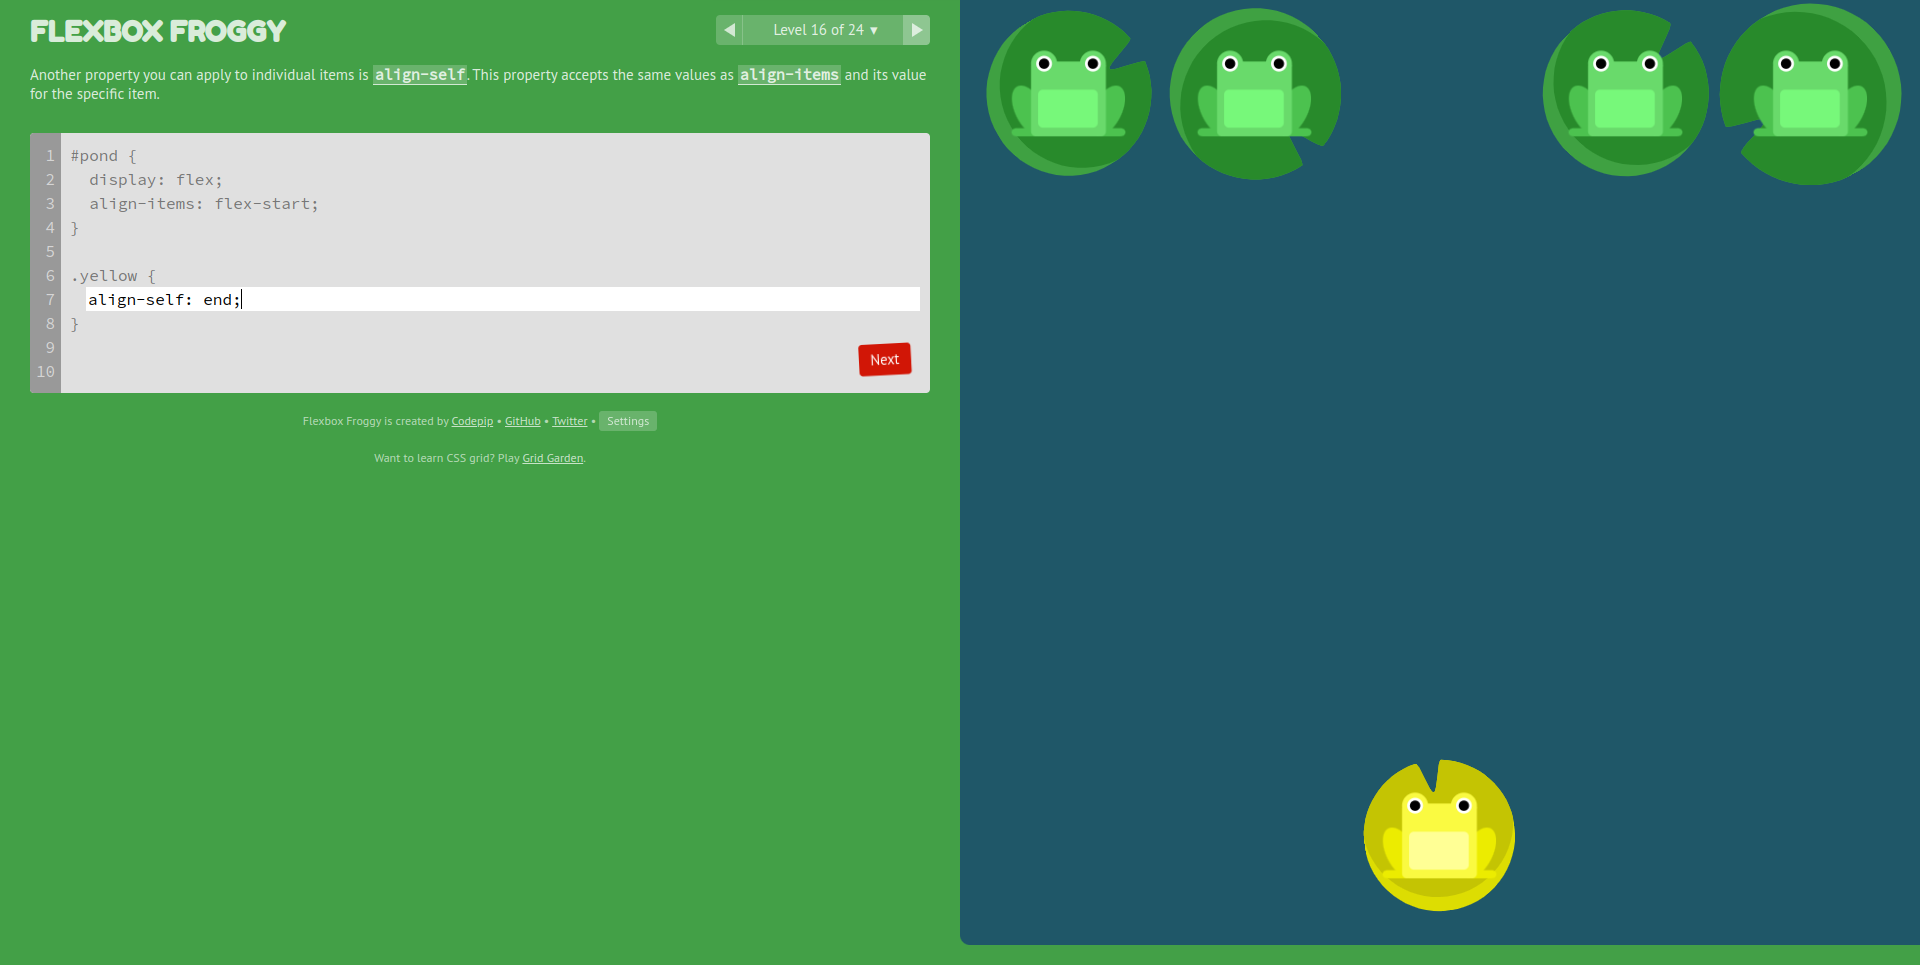 FLEXBOX FROGGY
◀ Level 16 of 24 ▾ ▶
Another property you can apply to individual items is align-self. This property accepts the same values as align-items and its value
for the specific item.
1 #pond {
2   display: flex;
3   align-items: flex-start;
4 }
5
6 .yellow {
7   align-self: end;
8 }
9
10
Next
Flexbox Froggy is created by Codepip • GitHub • Twitter • Settings
Want to learn CSS grid? Play Grid Garden.